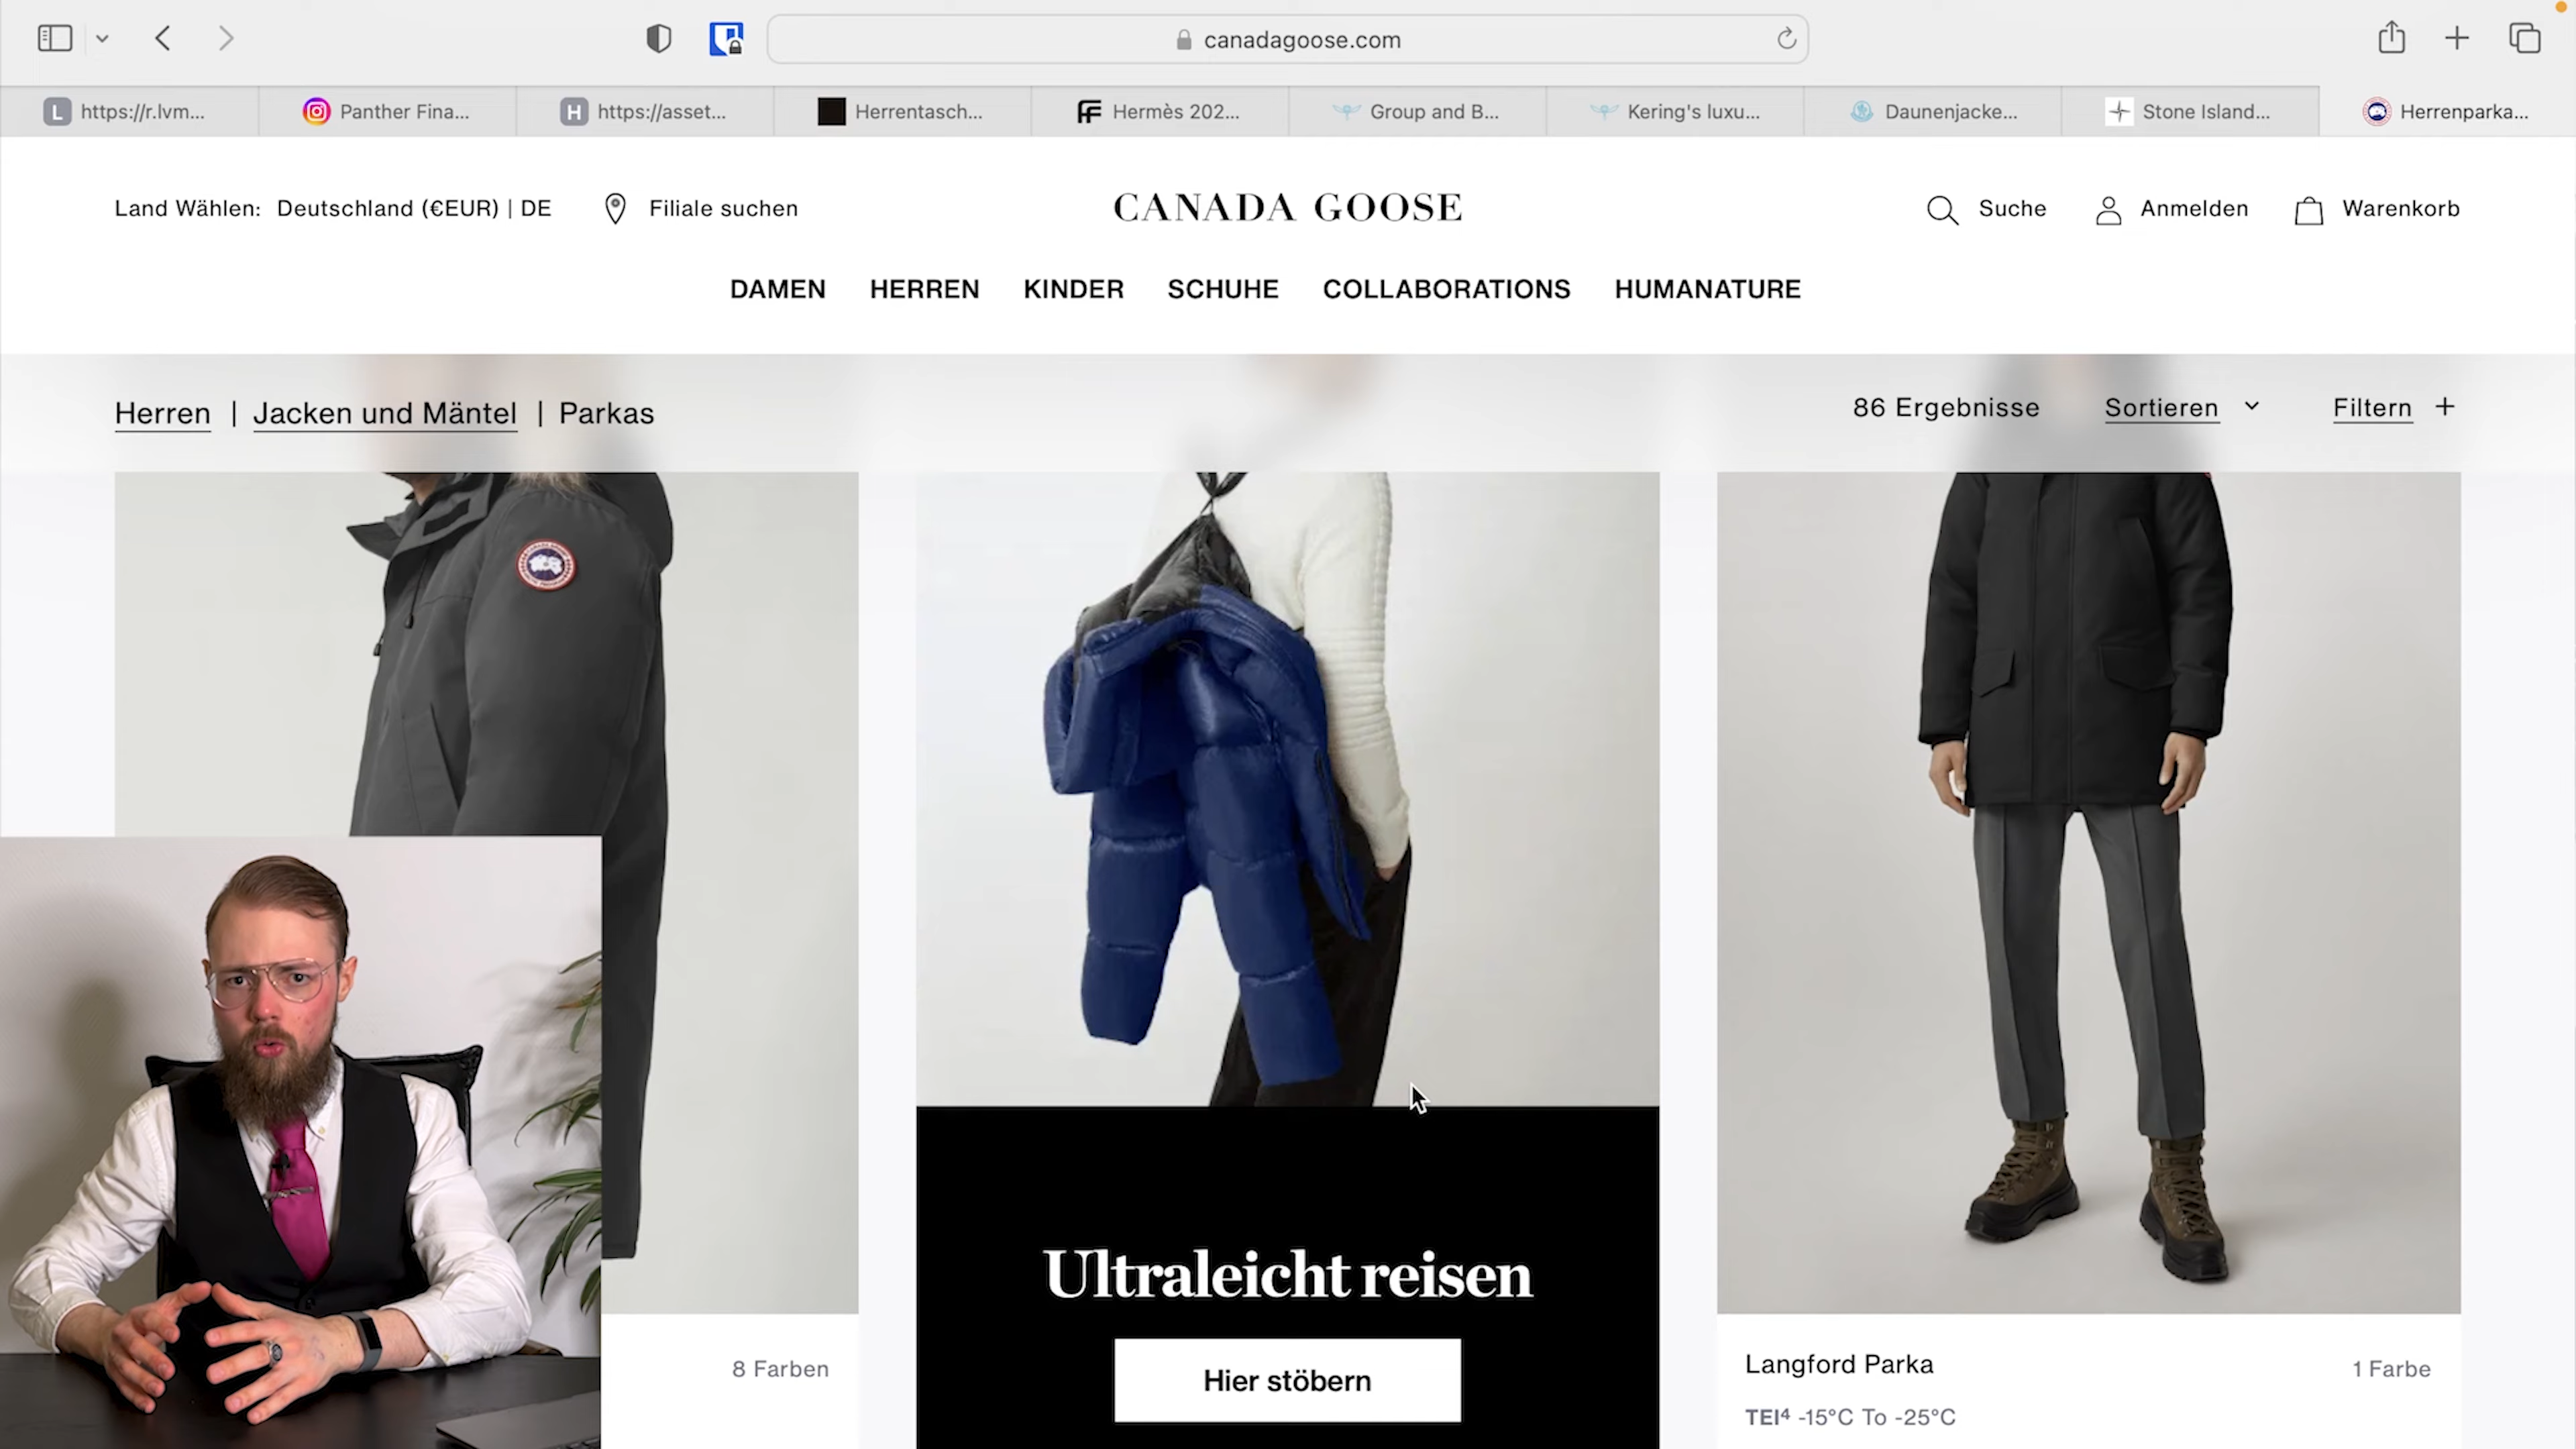 canadagoose.com
L https://r.lvm...
Panther Fina...
H https://asset...
Herrentasch...
Hermès 202...
Group and B...
Kering's luxu...
Daunenjacke...
Stone Island...
Herrenparka...
Land Wählen: Deutschland (€EUR) | DE
Filiale suchen
CANADA GOOSE
Suche
Anmelden
Warenkorb
DAMEN HERREN KINDER SCHUHE COLLABORATIONS HUMANATURE
Herren | Jacken und Mäntel | Parkas
86 Ergebnisse
Sortieren
Filtern +
Ultraleicht reisen
Hier stöbern
8 Farben
Langford Parka
1 Farbe
TEI⁴ -15°C To -25°C